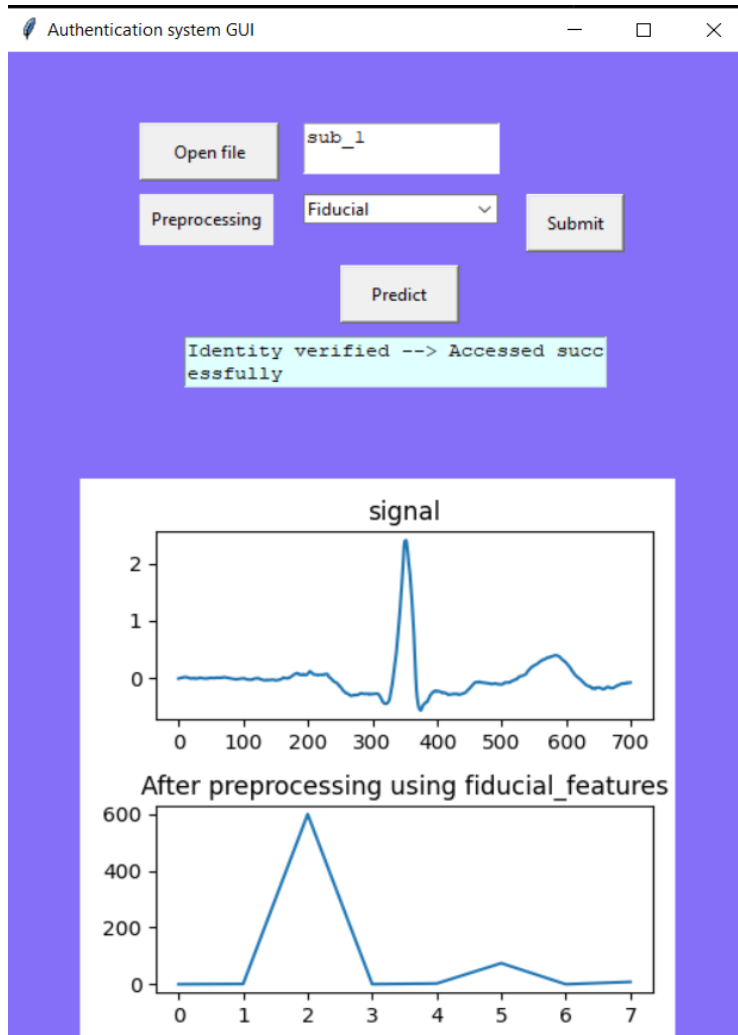 Authentication system GUI
Open file
sub_1
Preprocessing
Fiducial
Submit
Predict
Identity verified --> Accessed succ
essfully
signal
2
1
0
0 100 200 300 400 500 600 700
After preprocessing using fiducial_features
600
400
200
0
0 1 2 3 4 5 6 7